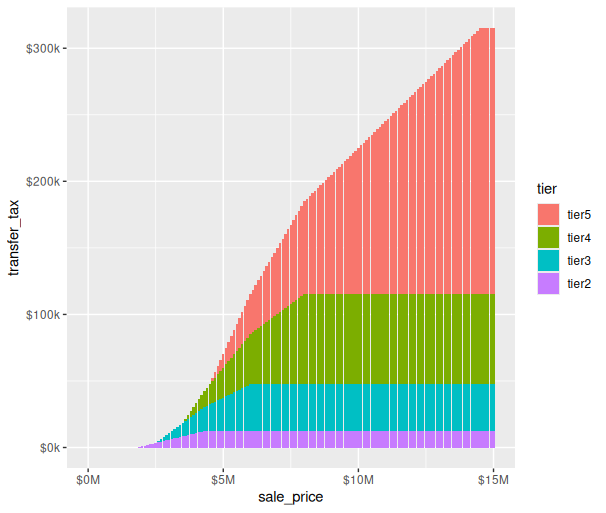 $300k
$200k
$100k
$0k
transfer_tax
$0M
$5M
$10M
$15M
sale_price
tier
tier5
tier4
tier3
tier2